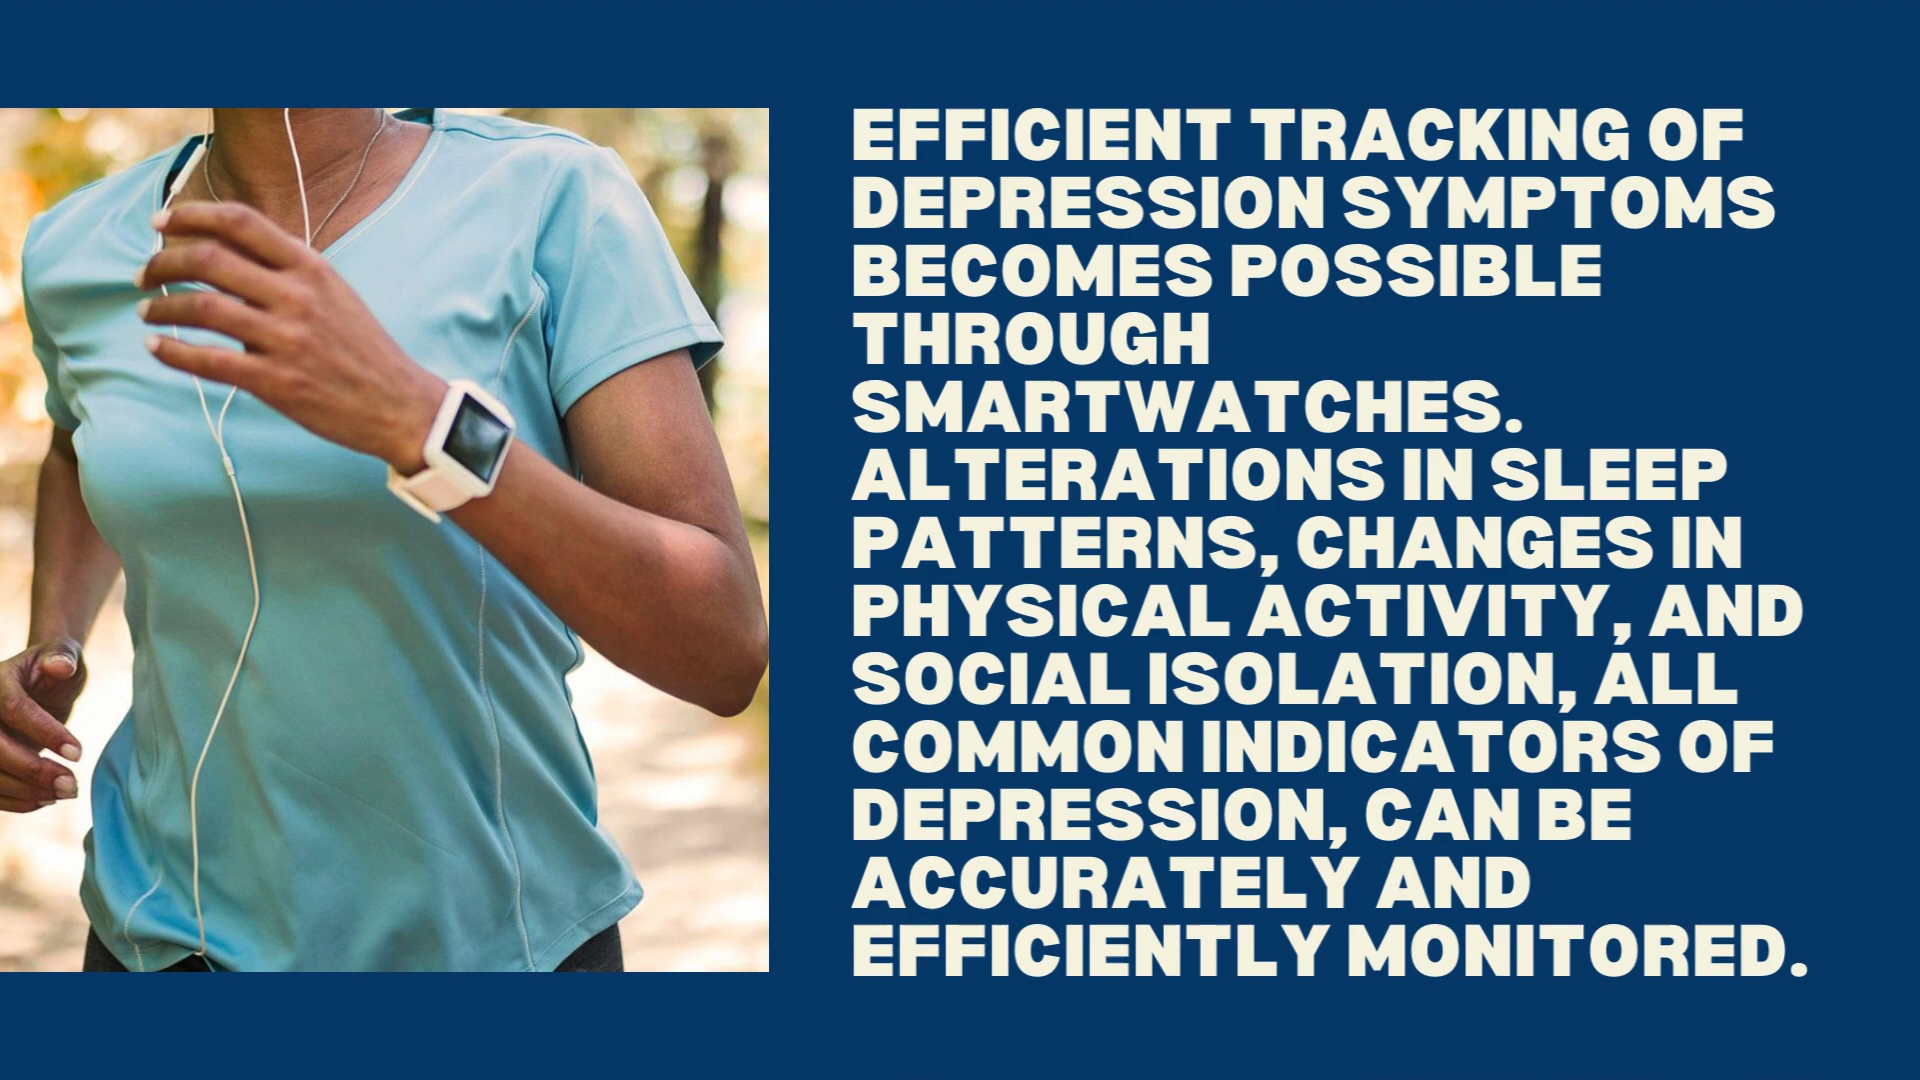 EFFICIENT TRACKING OF
DEPRESSION SYMPTOMS
BECOMES POSSIBLE
THROUGH
SMARTWATCHES.
ALTERATIONS IN SLEEP
PATTERNS, CHANGES IN
PHYSICAL ACTIVITY, AND
SOCIAL ISOLATION, ALL
COMMON INDICATORS OF
DEPRESSION, CAN BE
ACCURATELY AND
EFFICIENTLY MONITORED.